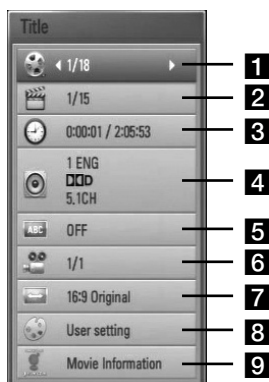 Title
1/18
1
1/15
2
0:00:01 / 2:05:53
3
1 ENG
DD D
5.1CH
4
ABC
OFF
5
1/1
6
16:9 Original
7
User setting
8
Movie Information
9